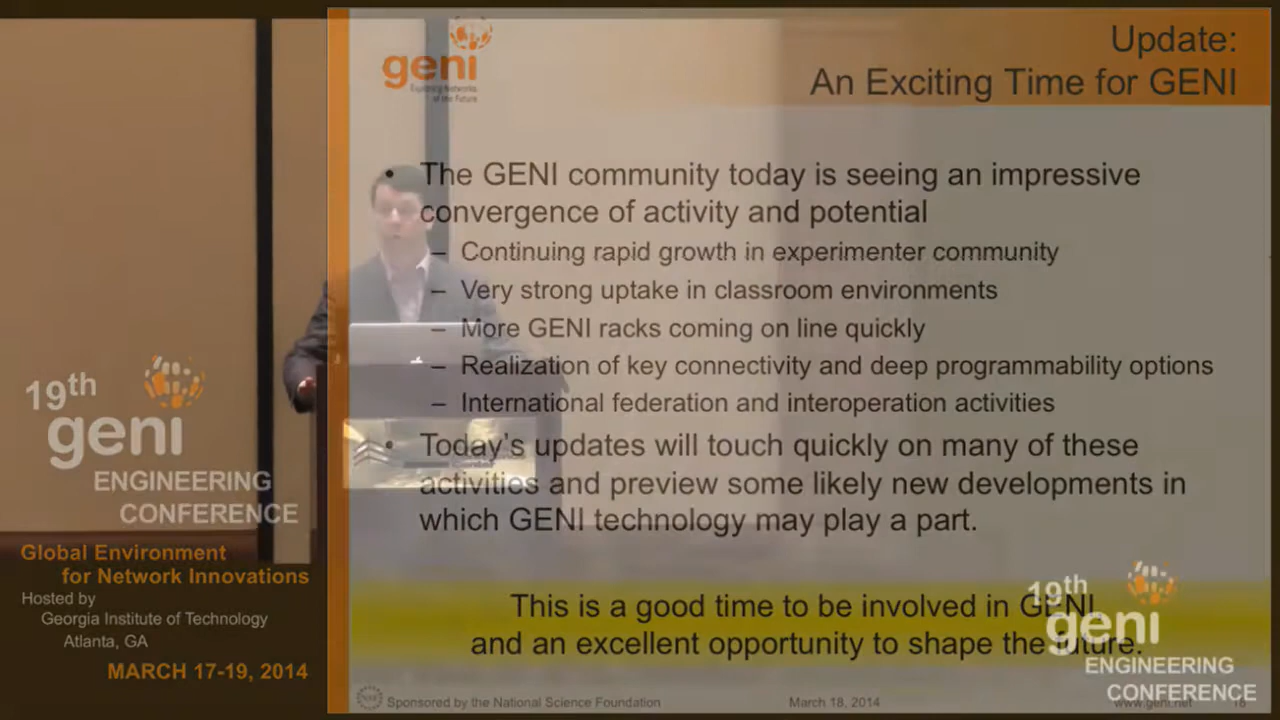 geni
Exploring Networks
of the Future
Update:
An Exciting Time for GENI
• The GENI community today is seeing an impressive
convergence of activity and potential
– Continuing rapid growth in experimenter community
– Very strong uptake in classroom environments
– More GENI racks coming on line quickly
– Realization of key connectivity and deep programmability options
– International federation and interoperation activities
• Today's updates will touch quickly on many of these
activities and preview some likely new developments in
which GENI technology may play a part.
This is a good time to be involved in GENI,
and an excellent opportunity to shape the future.
Sponsored by the National Science Foundation
March 18, 2014
www.geni.net
18
19th
geni
ENGINEERING
CONFERENCE
Global Environment
for Network Innovations
Hosted by
Georgia Institute of Technology
Atlanta, GA
MARCH 17-19, 2014
19th
geni
ENGINEERING
CONFERENCE